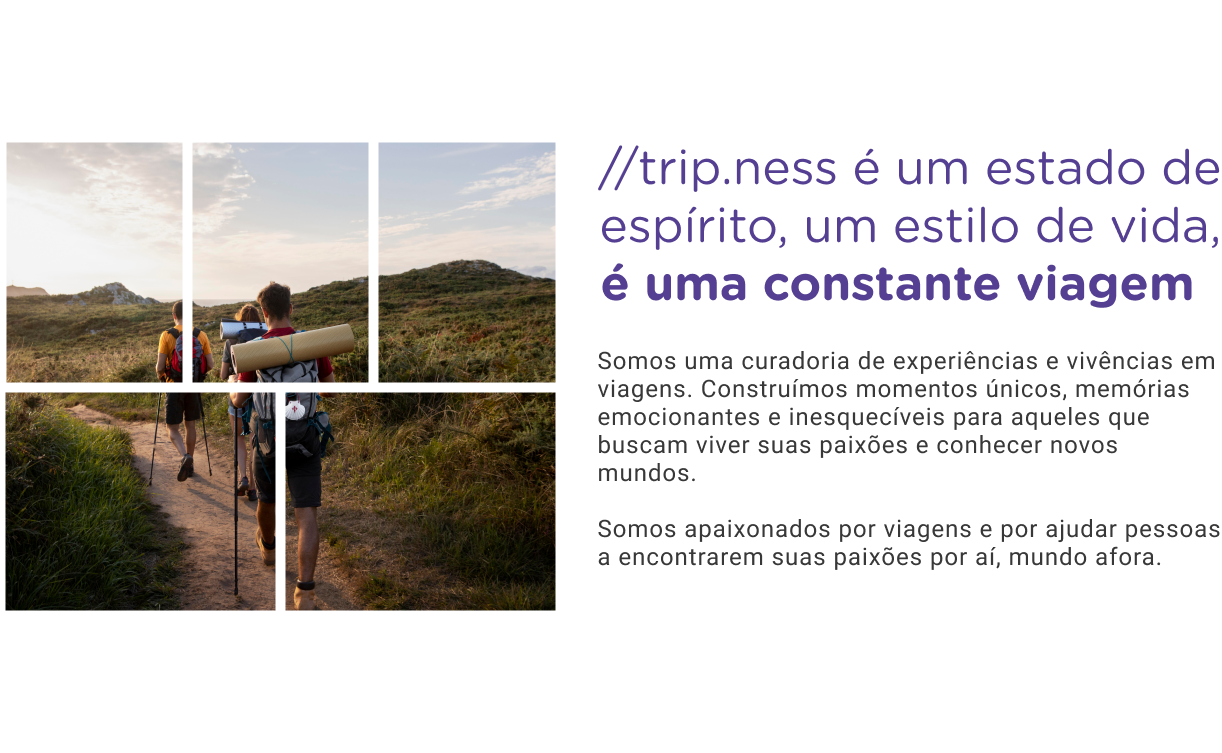 //trip.ness é um estado de
espírito, um estilo de vida,
é uma constante viagem
Somos uma curadoria de experiências e vivências em
viagens. Construímos momentos únicos, memórias
emocionantes e inesquecíveis para aqueles que
buscam viver suas paixões e conhecer novos
mundos.
Somos apaixonados por viagens e por ajudar pessoas
a encontrarem suas paixões por aí, mundo afora.